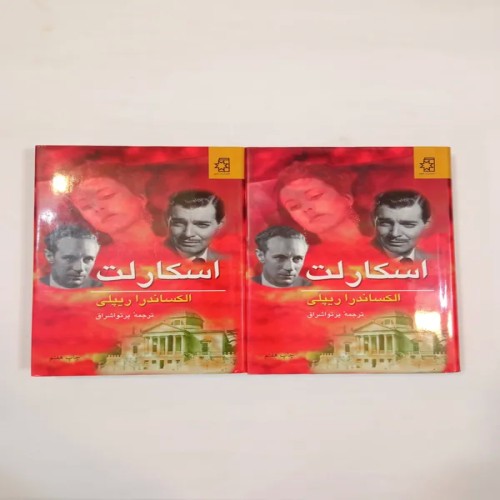 اسکارلت
الکساندرا ریپلی
ترجمهٔ پرتو اشراق
اسکارلت
الکساندرا ریپلی
ترجمهٔ پرتو اشراق